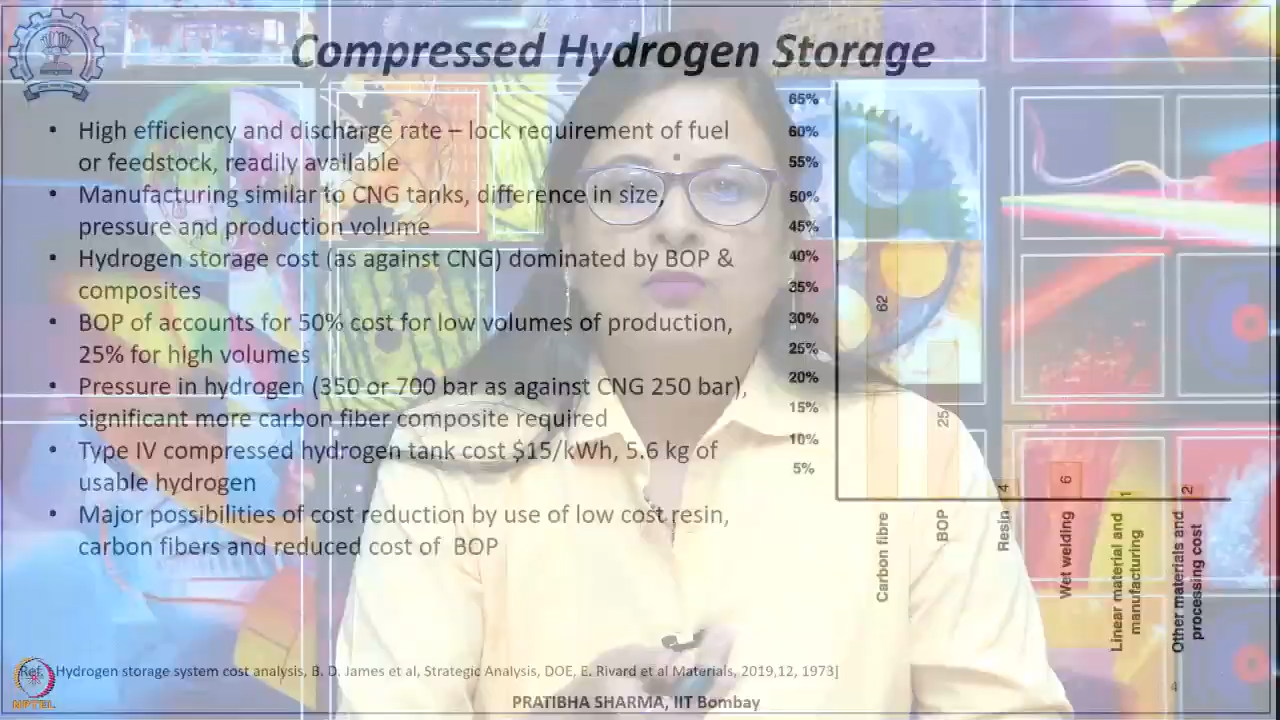 Compressed Hydrogen Storage
• High efficiency and discharge rate – lock requirement of fuel
or feedstock, readily available
• Manufacturing similar to CNG tanks, difference in size,
pressure and production volume
• Hydrogen storage cost (as against CNG) dominated by BOP &
composites
• BOP of accounts for 50% cost for low volumes of production,
25% for high volumes
• Pressure in hydrogen (350 or 700 bar as against CNG 250 bar),
significant more carbon fiber composite required
• Type IV compressed hydrogen tank cost $15/kWh, 5.6 kg of
usable hydrogen
• Major possibilities of cost reduction by use of low cost resin,
carbon fibers and reduced cost of BOP
65%
60%
55%
50%
45%
40%
35%
30%
25%
20%
15%
10%
5%
62
25
4
6
1
2
Carbon fibre
BOP
Resin
Wet welding
Linear material and
manufacturing
Other materials and
processing cost
Ref. Hydrogen storage system cost analysis, B. D. James et al, Strategic Analysis, DOE, E. Rivard et al Materials, 2019,12, 1973]
4
NPTEL
PRATIBHA SHARMA, IIT Bombay